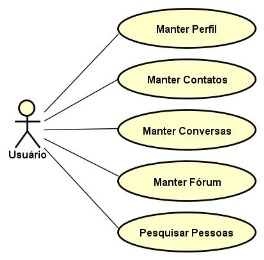 Manter Perfil
Manter Contatos
Manter Conversas
Usuário
Manter Fórum
Pesquisar Pessoas